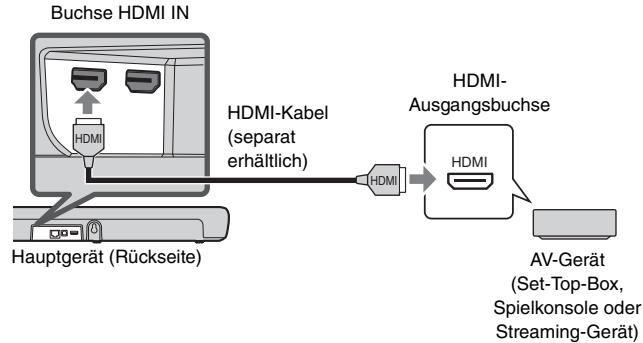 Buchse HDMI IN
HDMI
HDMI-Kabel
(separat
erhältlich)
HDMI
HDMI-
Ausgangsbuchse
HDMI
Hauptgerät (Rückseite)
AV-Gerät
(Set-Top-Box,
Spielkonsole oder
Streaming-Gerät)